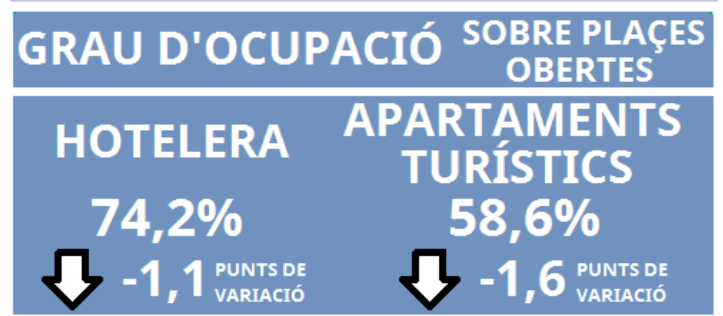 GRAU D'OCUPACIÓ
SOBRE PLAÇES
OBERTES
HOTELERA
74,2%
-1,1
PUNTS DE
VARIACIÓ
APARTAMENTS
TURÍSTICS
58,6%
-1,6
PUNTS DE
VARIACIÓ